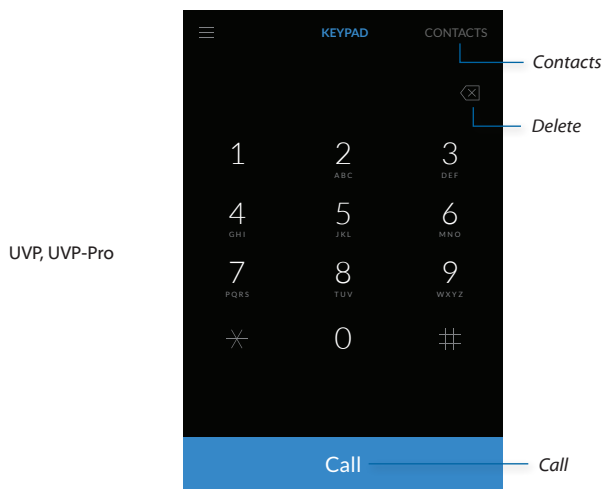 KEYPAD CONTACTS
Contacts
Delete
1 2 3
ABC DEF
4 5 6
GHI JKL MNO
UVP, UVP-Pro
7 8 9
PQRS TUV WXYZ
* 0 #
Call Call